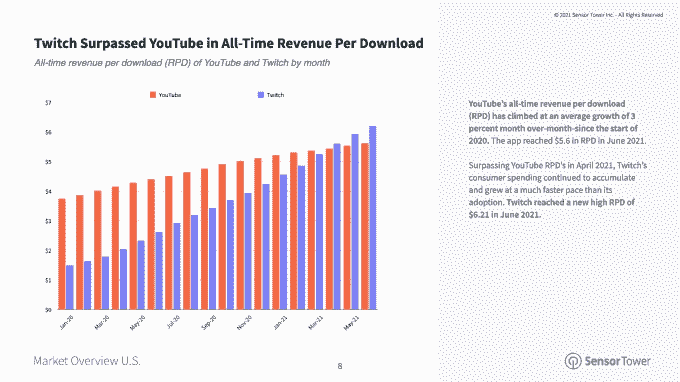 © 2021 Sensor Tower Inc. - All Rights Reserved
Twitch Surpassed YouTube in All-Time Revenue Per Download
All-time revenue per download (RPD) of YouTube and Twitch by month
YouTube
Twitch
$7
$6
$5
$4
$3
$2
$1
$0
Jan-20
Mar-20
May-20
Jul-20
Sep-20
Nov-20
Jan-21
Mar-21
May-21
YouTube's all-time revenue per download
(RPD) has climbed at an average growth of 3
percent month over-month-since the start of
2020. The app reached $5.6 in RPD in June 2021.
Surpassing YouTube RPD's in April 2021, Twitch's
consumer spending continued to accumulate
and grew at a much faster pace than its
adoption. Twitch reached a new high RPD of
$6.21 in June 2021.
Market Overview U.S.
8
SensorTower